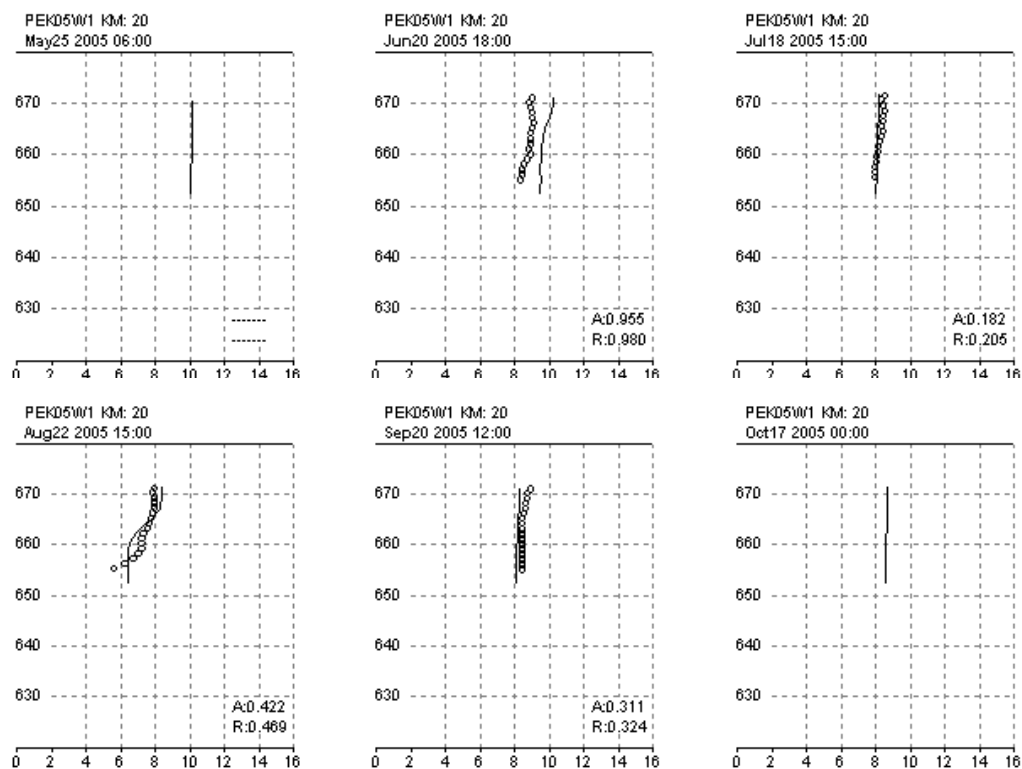 PEK05W1 KM: 20
May25 2005 06:00
670
660
650
640
630
------
------
0 2 4 6 8 10 12 14 16
PEK05W1 KM: 20
Jun20 2005 18:00
670
660
650
640
630
A:0.955
R:0.980
0 2 4 6 8 10 12 14 16
PEK05W1 KM: 20
Jul18 2005 15:00
670
660
650
640
630
A:0.182
R:0.205
0 2 4 6 8 10 12 14 16
PEK05W1 KM: 20
Aug22 2005 15:00
670
660
650
640
630
A:0.422
R:0.469
0 2 4 6 8 10 12 14 16
PEK05W1 KM: 20
Sep20 2005 12:00
670
660
650
640
630
A:0.311
R:0.324
0 2 4 6 8 10 12 14 16
PEK05W1 KM: 20
Oct17 2005 00:00
670
660
650
640
630
0 2 4 6 8 10 12 14 16